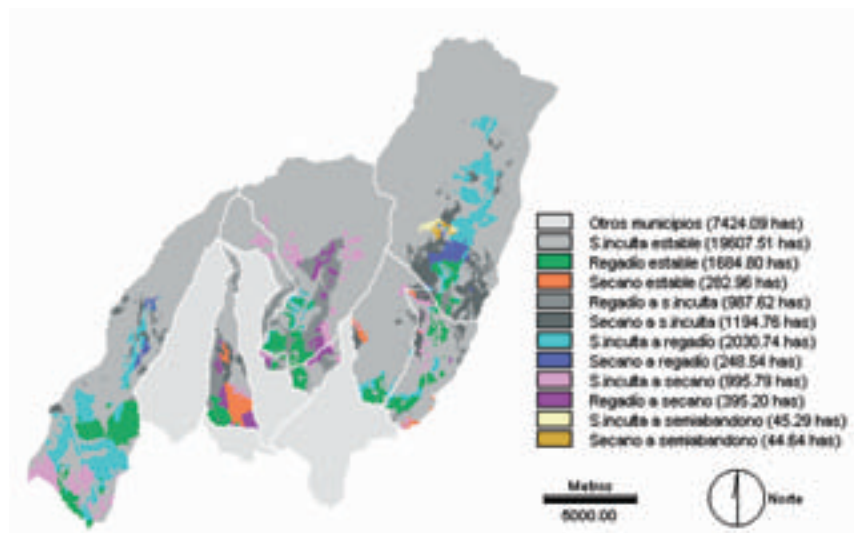 Otros municipios (7424.09 has)
S.inculta estable (19607.51 has)
Regadío estable (1684.80 has)
Secano estable (282.96 has)
Regadío a s.inculta (987.62 has)
Secano a s.inculta (1194.76 has)
S.inculta a regadío (2030.74 has)
Secano a regadío (248.54 has)
S.inculta a secano (995.79 has)
Regadío a secano (395.20 has)
S.inculta a semiabandono (45.29 has)
Secano a semiabandono (44.64 has)
Metros
6000.00
Norte